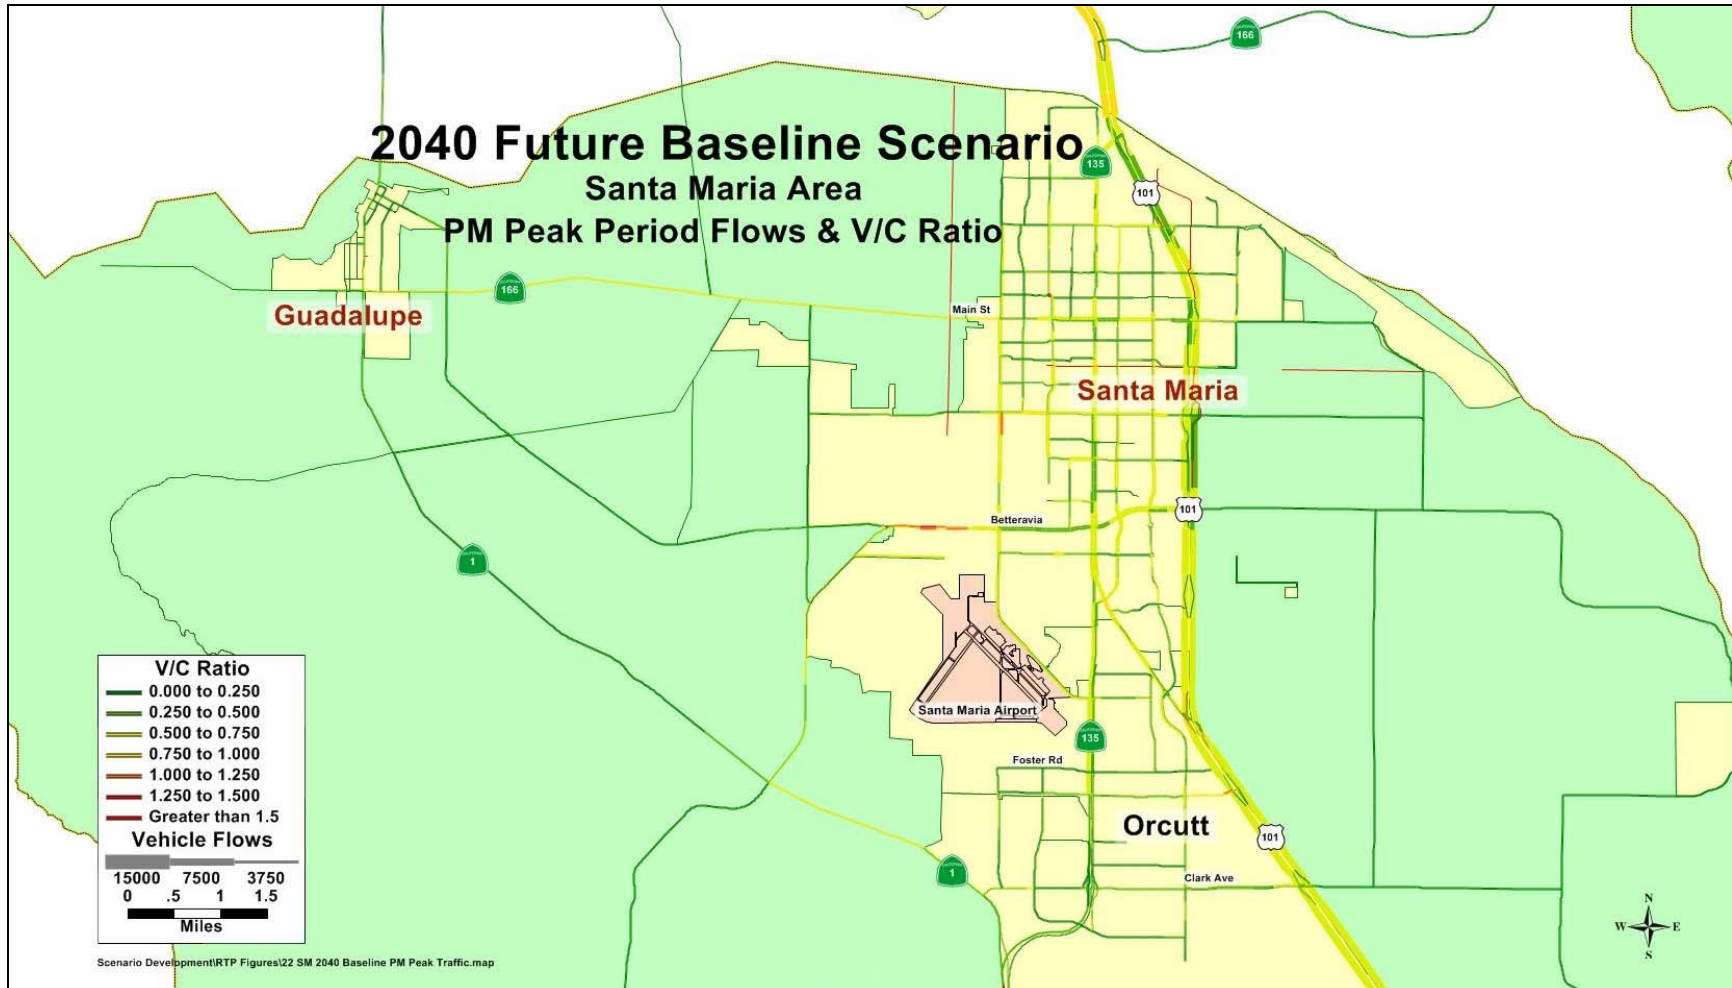 166
2040 Future Baseline Scenario
135
Santa Maria Area
101
PM Peak Period Flows & V/C Ratio
166
Main St
Guadalupe
Santa Maria
101
Betteravia
1
Santa Maria Airport
135
Foster Rd
Orcutt
101
1
Clark Ave
V/C Ratio
0.000 to 0.250
0.250 to 0.500
0.500 to 0.750
0.750 to 1.000
1.000 to 1.250
1.250 to 1.500
Greater than 1.5
Vehicle Flows
15000 7500 3750
0 .5 1 1.5
Miles
N
W E
S
Scenario Development\RTP Figures\22 SM 2040 Baseline PM Peak Traffic.map